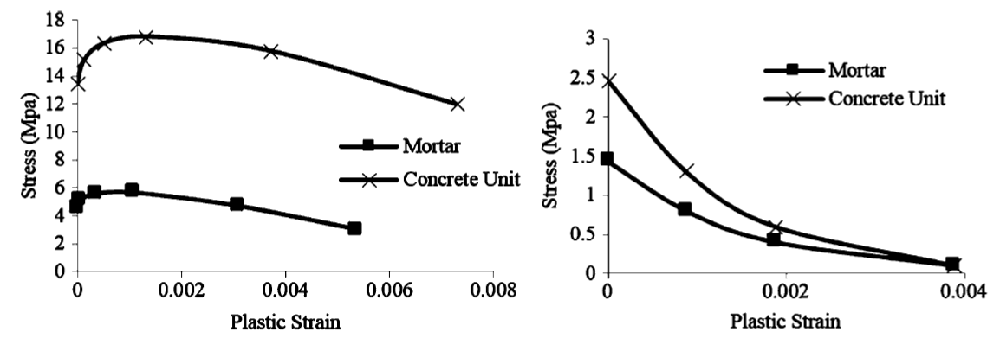 18
16
14
12
10
8
6
4
2
0
Stress (Mpa)
Mortar
Concrete Unit
0 0.002 0.004 0.006 0.008
Plastic Strain
3
2.5
2
1.5
1
0.5
0
Stress (Mpa)
Mortar
Concrete Unit
0 0.002 0.004
Plastic Strain